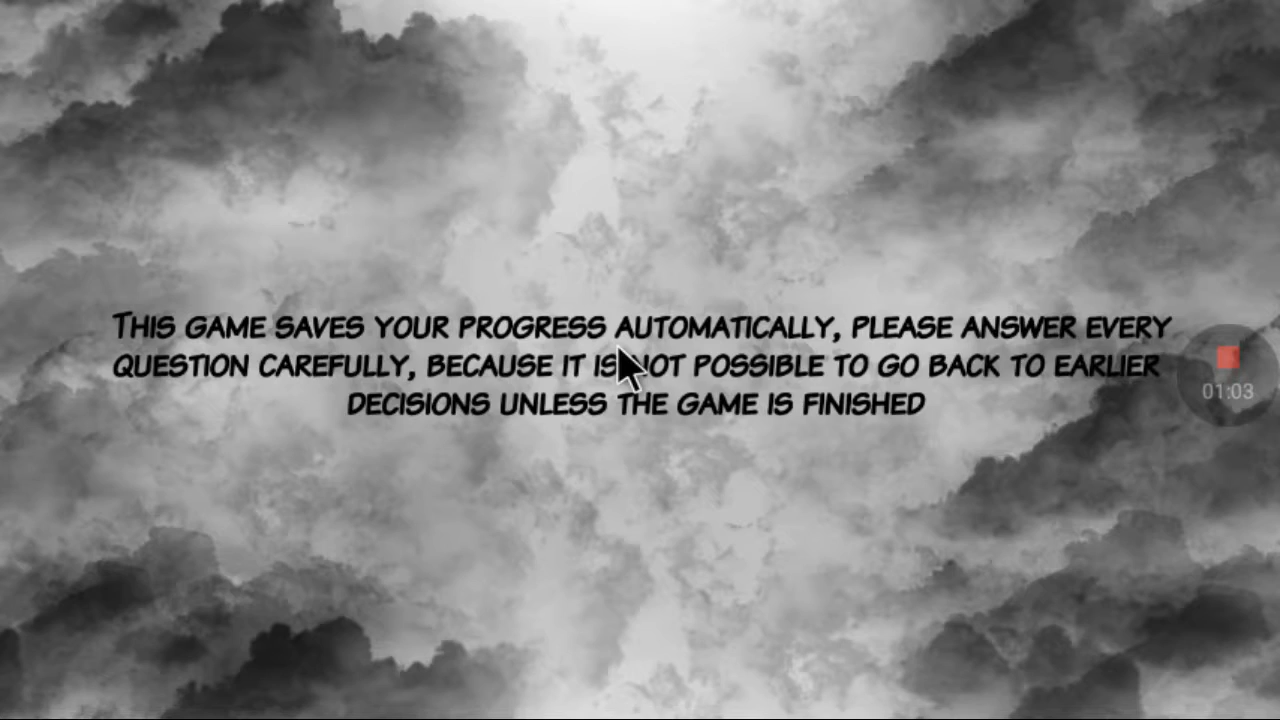 THIS GAME SAVES YOUR PROGRESS AUTOMATICALLY, PLEASE ANSWER EVERY
QUESTION CAREFULLY, BECAUSE IT IS NOT POSSIBLE TO GO BACK TO EARLIER
DECISIONS UNLESS THE GAME IS FINISHED
01:03